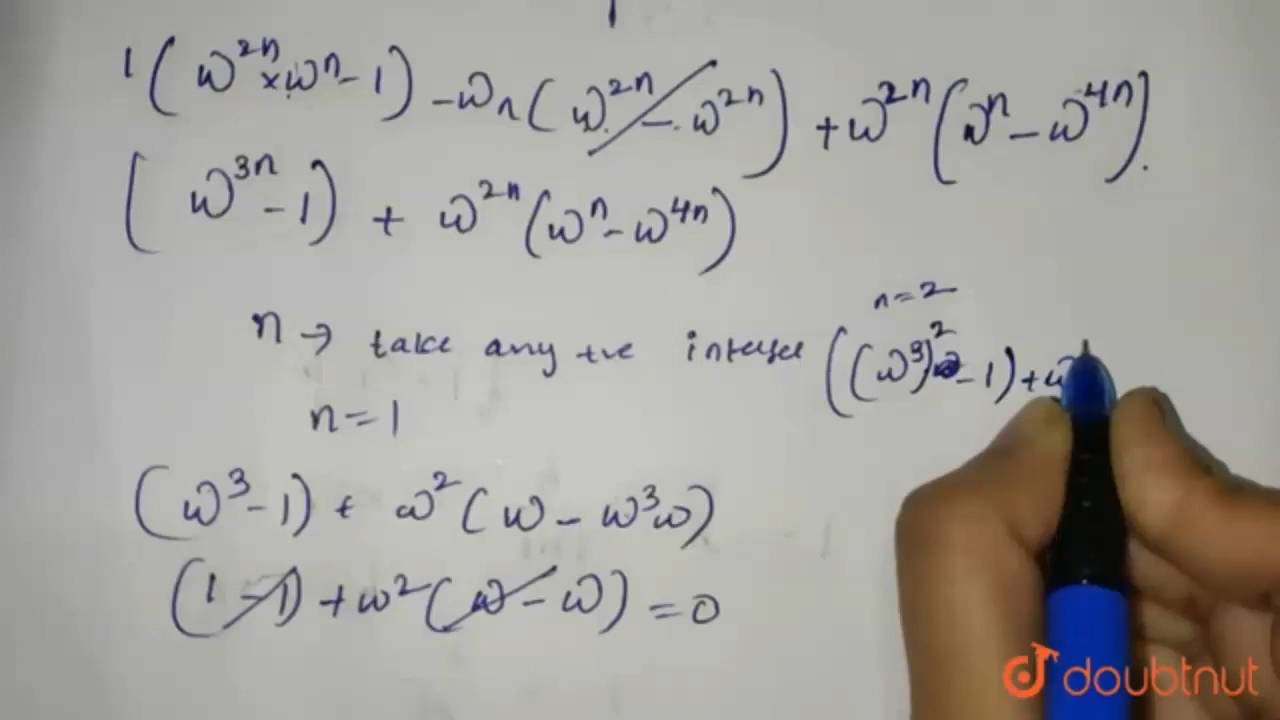 1(ω^{2n}×ω^n-1) -ωn(ω^{2n}-ω^{2n}) +ω^{2n}(ω^n-ω^{4n}).
(ω^{3n}-1) + ω^{2n}(ω^n-ω^{4n})
n=2
n → take any +ve integer ((ω^3)^2-1)+ω
n=1
(ω^3-1) + ω^2(ω-ω^3ω)
(1-1)+ω^2(ω-ω)=0
doubtnut